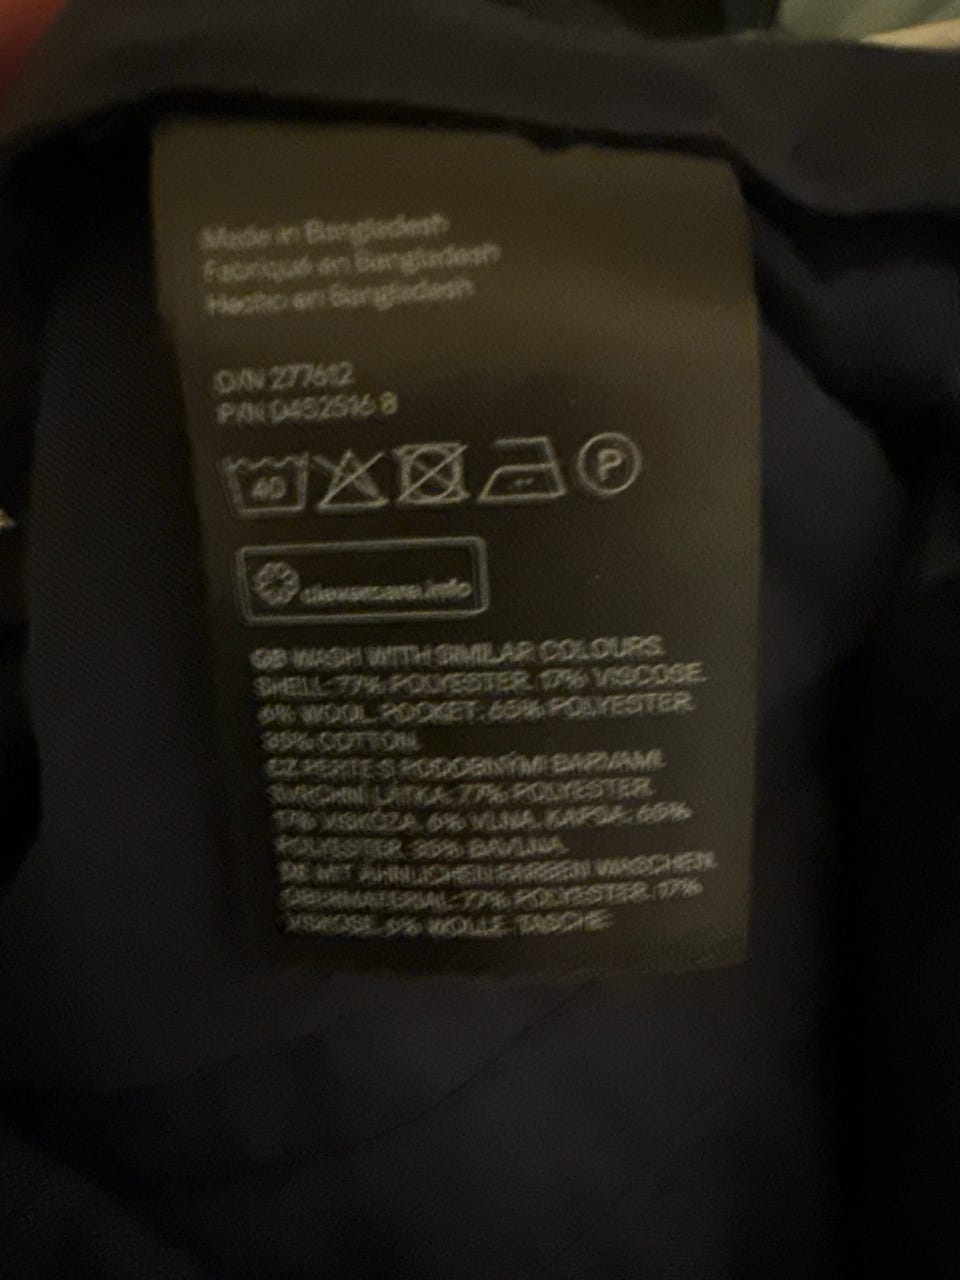 Made in Bangladesh
Fabriqué en Bangladesh
Hecho en Bangladesh
O/N 277612
P/N 0452516 8
40
P
clevercare.info
GB WASH WITH SIMILAR COLOURS.
SHELL: 77% POLYESTER. 17% VISCOSE.
6% WOOL. POCKET: 65% POLYESTER.
35% COTTON.
CZ PERTE S PODOBNÝMI BARVAMI.
SVRCHNÍ LÁTKA: 77% POLYESTER.
17% VISKÓZA. 6% VLNA. KAPSA: 65%
POLYESTER. 35% BAVLNA.
DE MIT ÄHNLICHEN FARBEN WASCHEN.
OBERMATERIAL: 77% POLYESTER. 17%
VISKOSE. 6% WOLLE. TASCHE: